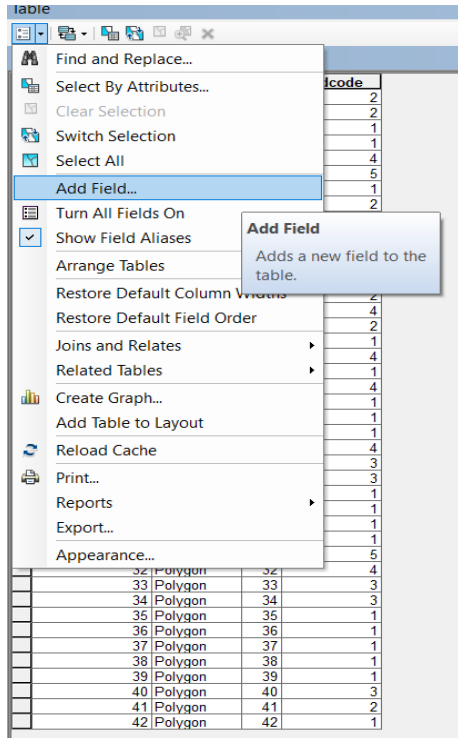 Table
Find and Replace...
Select By Attributes...
Clear Selection
Switch Selection
Select All
Add Field...
Turn All Fields On
Show Field Aliases
Arrange Tables
Restore Default Column Widths
Restore Default Field Order
Joins and Relates
Related Tables
Create Graph...
Add Table to Layout
Reload Cache
Print...
Reports
Export...
Appearance...
Add Field
Adds a new field to the
table.
dcode
2
2
1
1
4
5
1
2
2
4
2
1
4
1
4
1
1
1
4
3
3
1
1
1
1
5
32 Polygon 32 4
33 Polygon 33 3
34 Polygon 34 3
35 Polygon 35 1
36 Polygon 36 1
37 Polygon 37 1
38 Polygon 38 1
39 Polygon 39 1
40 Polygon 40 3
41 Polygon 41 2
42 Polygon 42 1